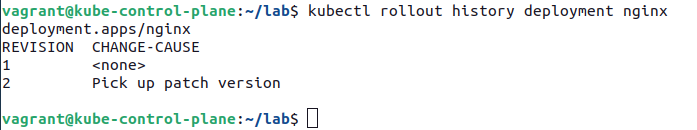 vagrant@kube-control-plane:~/lab$ kubectl rollout history deployment nginx
deployment.apps/nginx
REVISION  CHANGE-CAUSE
1         <none>
2         Pick up patch version

vagrant@kube-control-plane:~/lab$